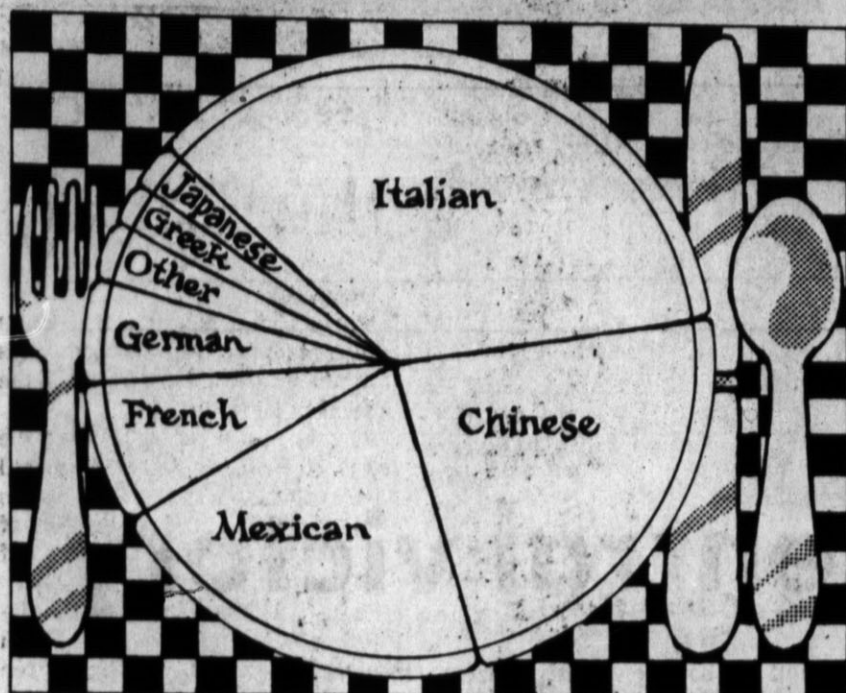 Italian
Japanese
Greek
Other
German
French
Chinese
Mexican